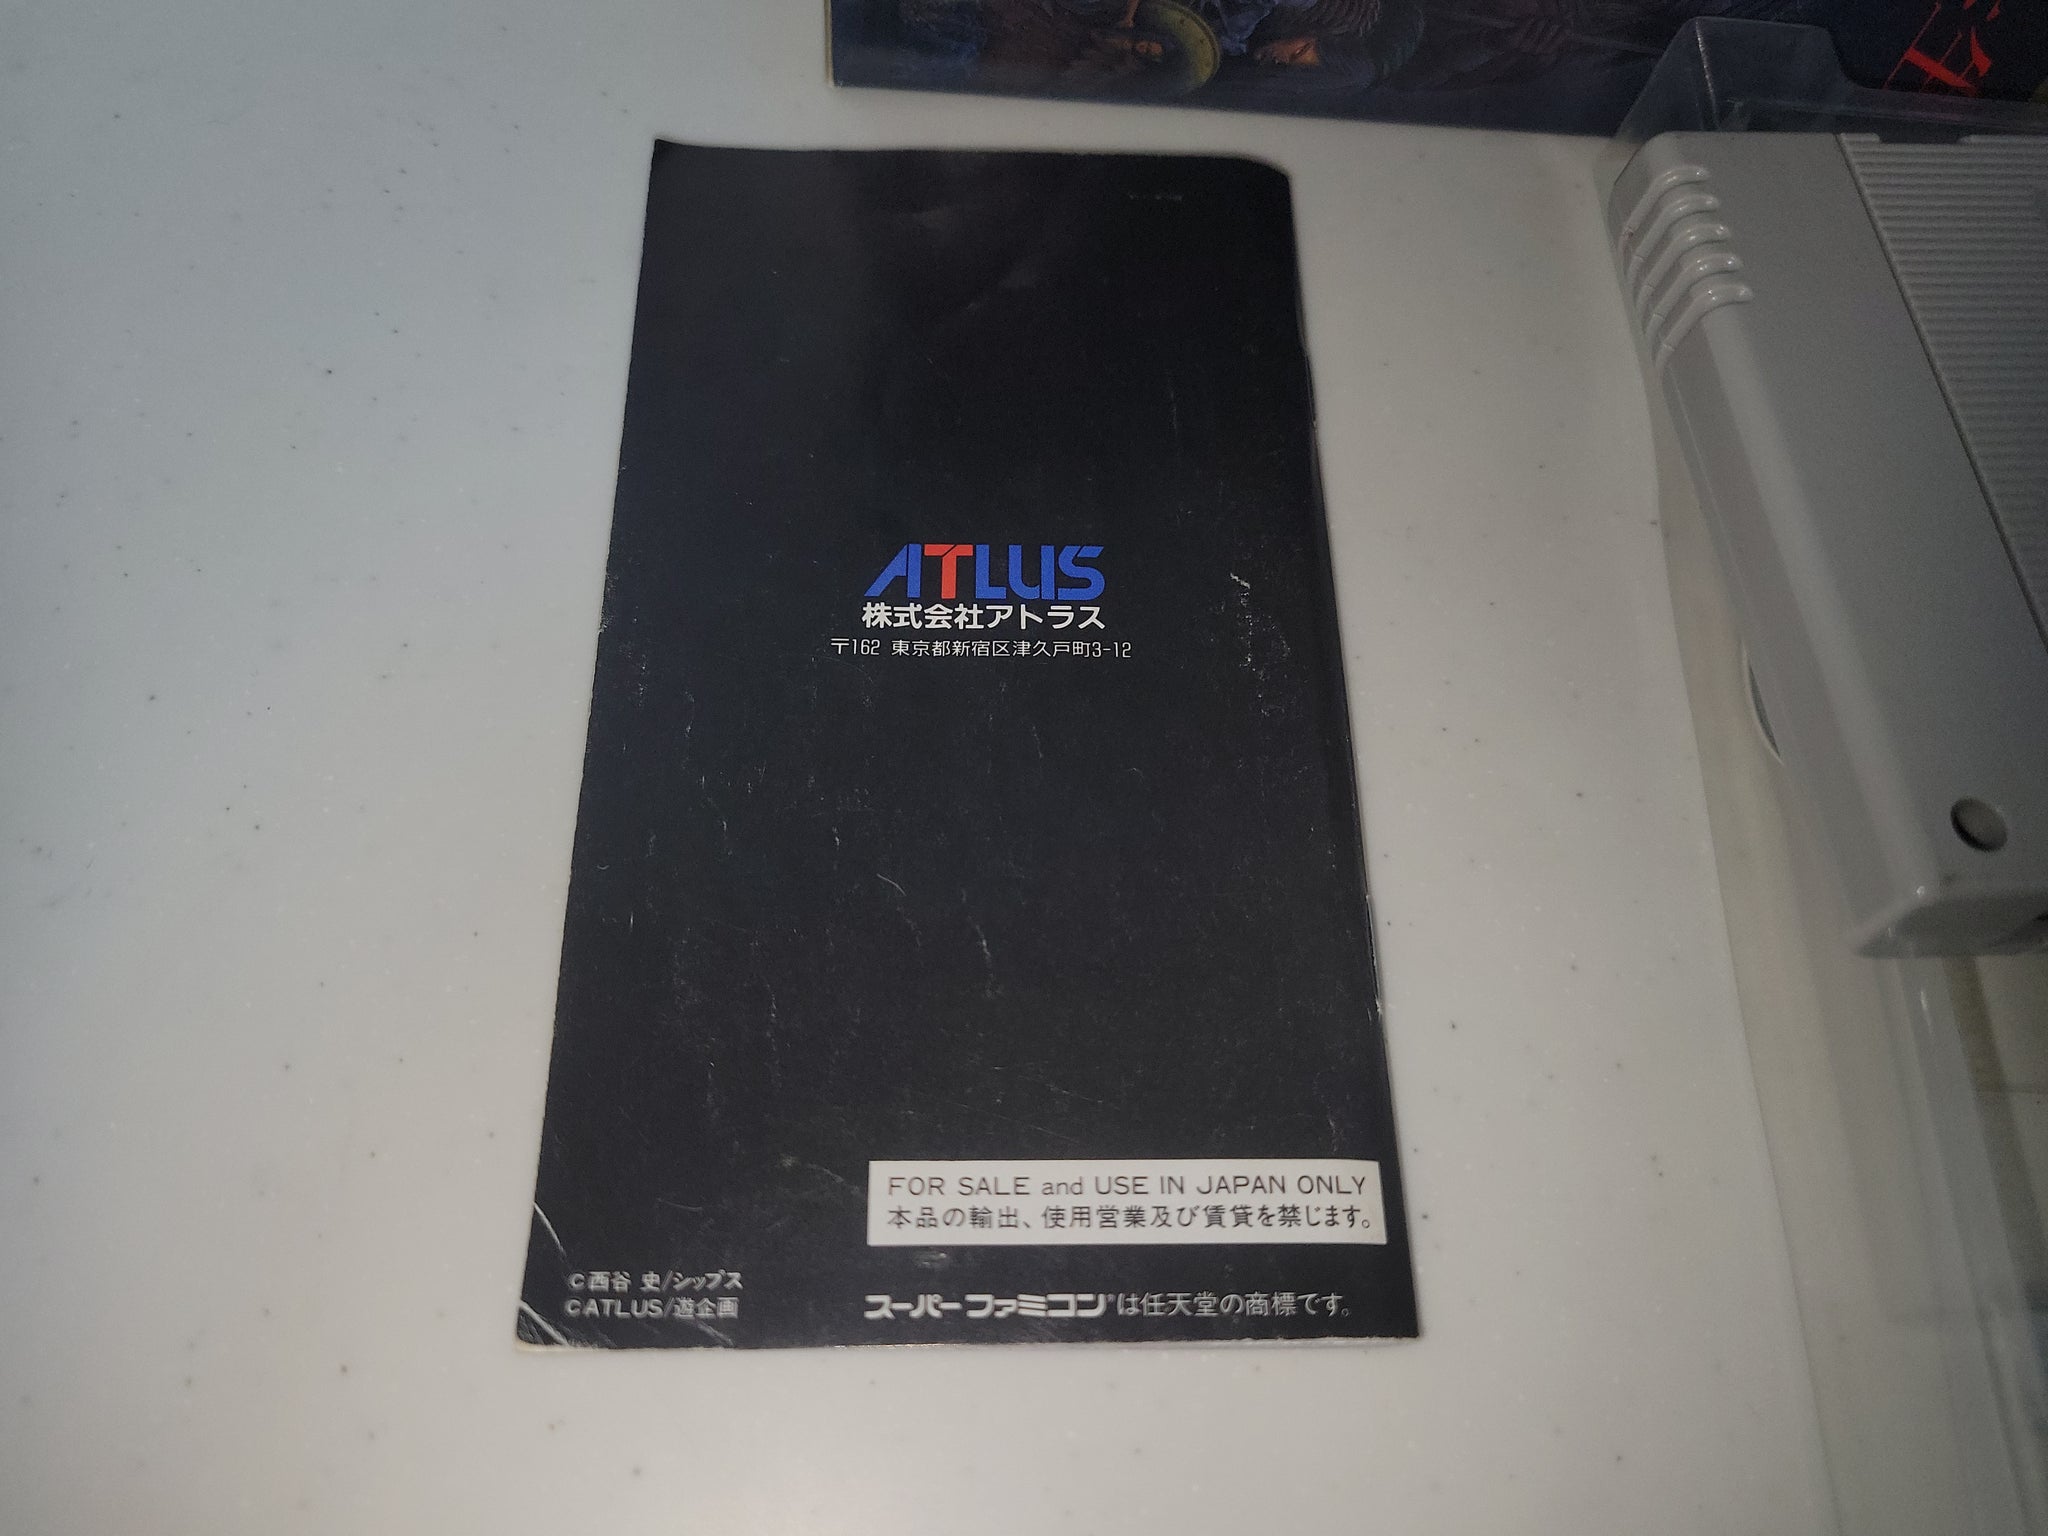 ATLUS
株式会社アトラス
〒162 東京都新宿区津久戸町3-12
FOR SALE and USE IN JAPAN ONLY
本品の輸出、使用営業及び賃貸を禁じます。
©西谷 史/シップス
©ATLUS/遊企画
スーパーファミコン®は任天堂の商標です。